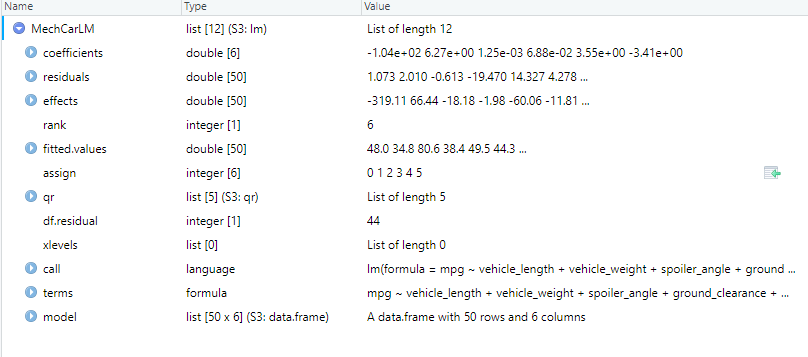 Name Type Value
MechCarLM list [12] (S3: lm) List of length 12
coefficients double [6] -1.04e+02 6.27e+00 1.25e-03 6.88e-02 3.55e+00 -3.41e+00
residuals double [50] 1.073 2.010 -0.613 -19.470 14.327 4.278 ...
effects double [50] -319.11 66.44 -18.18 -1.98 -60.06 -11.81 ...
rank integer [1] 6
fitted.values double [50] 48.0 34.8 80.6 38.4 49.5 44.3 ...
assign integer [6] 0 1 2 3 4 5
qr list [5] (S3: qr) List of length 5
df.residual integer [1] 44
xlevels list [0] List of length 0
call language lm(formula = mpg ~ vehicle_length + vehicle_weight + spoiler_angle + ground ...
terms formula mpg ~ vehicle_length + vehicle_weight + spoiler_angle + ground_clearance + ...
model list [50 x 6] (S3: data.frame) A data.frame with 50 rows and 6 columns